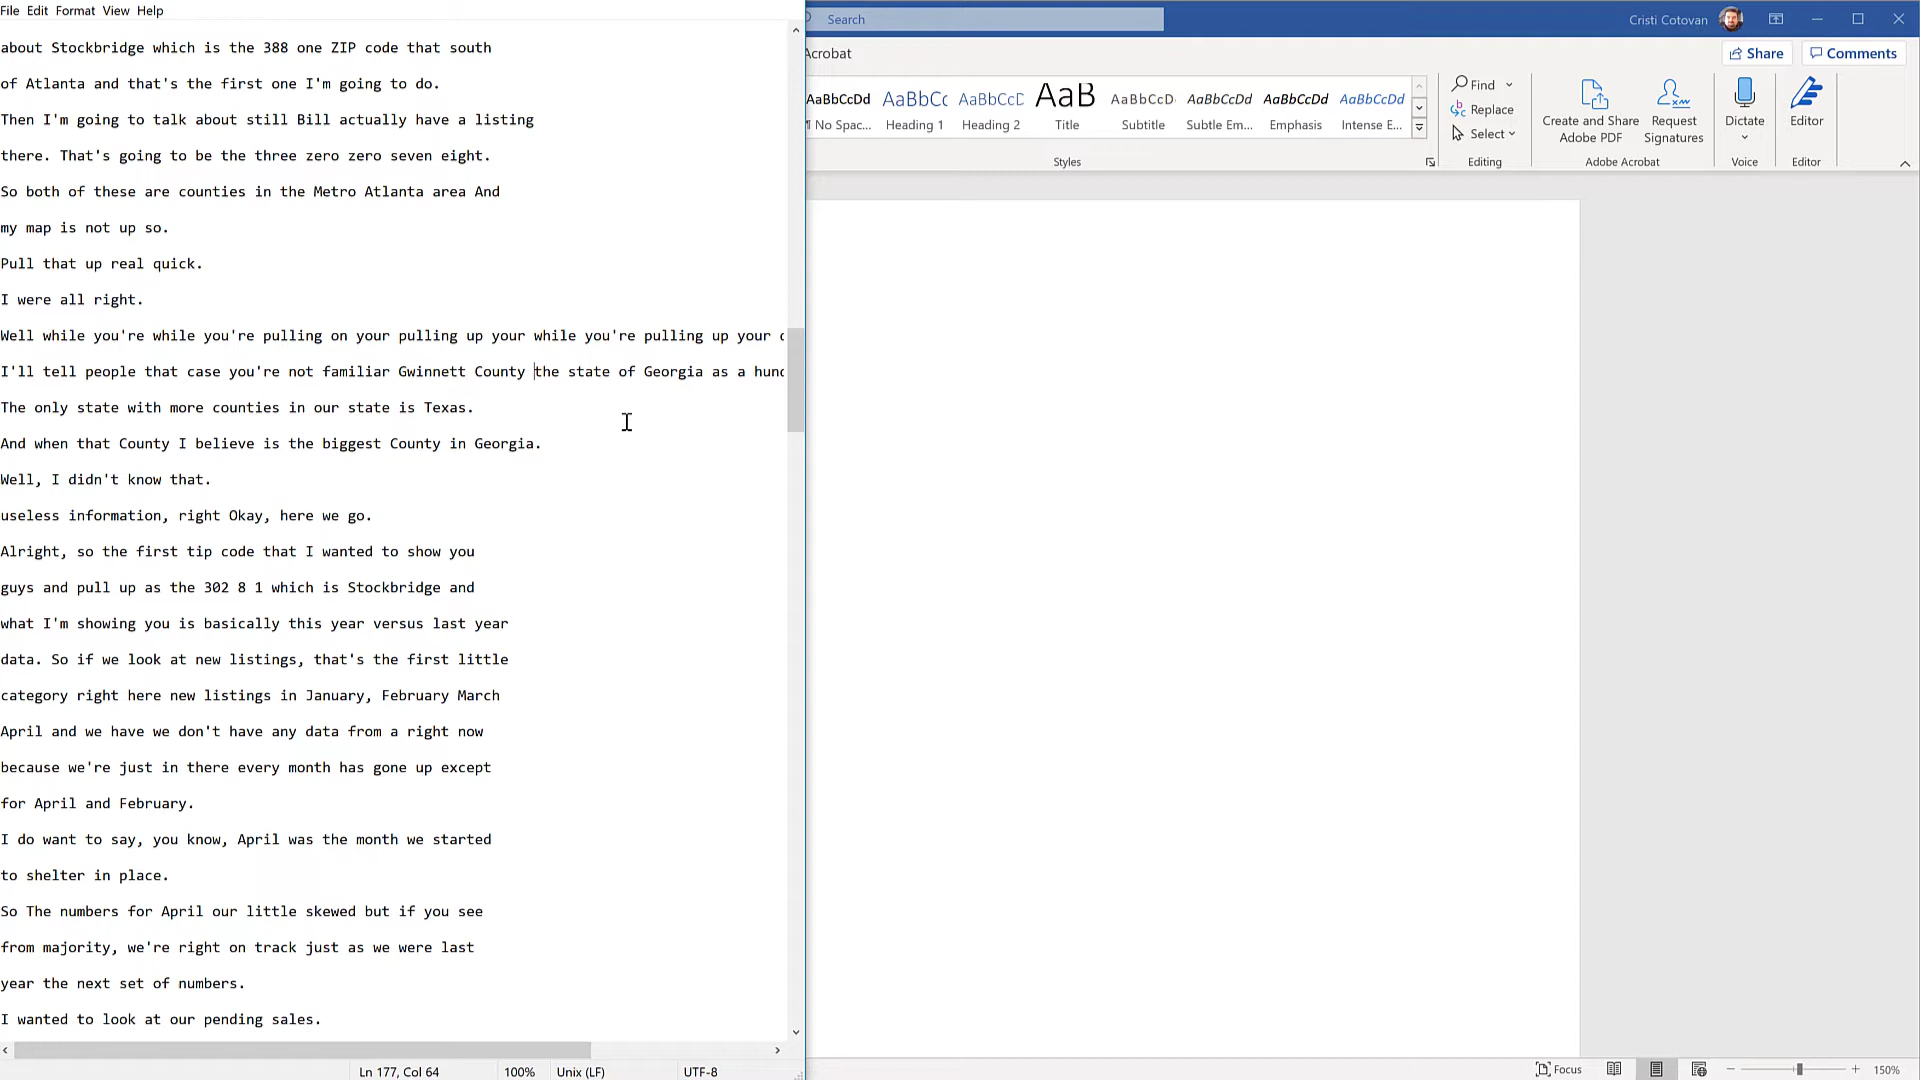 File Edit Format View Help
about Stockbridge which is the 388 one ZIP code that south
of Atlanta and that's the first one I'm going to do.
Then I'm going to talk about still Bill actually have a listing
there. That's going to be the three zero zero seven eight.
So both of these are counties in the Metro Atlanta area And
my map is not up so.
Pull that up real quick.
I were all right.
Well while you're while you're pulling on your pulling up your while you're pulling up your
I'll tell people that case you're not familiar Gwinnett County the state of Georgia as a
The only state with more counties in our state is Texas.
And when that County I believe is the biggest County in Georgia.
Well, I didn't know that.
useless information, right Okay, here we go.
Alright, so the first tip code that I wanted to show you
guys and pull up as the 302 8 1 which is Stockbridge and
what I'm showing you is basically this year versus last year
data. So if we look at new listings, that's the first little
category right here new listings in January, February March
April and we have we don't have any data from a right now
because we're just in there every month has gone up except
for April and February.
I do want to say, you know, April was the month we started
to shelter in place.
So The numbers for April our little skewed but if you see
from majority, we're right on track just as we were last
year the next set of numbers.
I wanted to look at our pending sales.
Ln 177, Col 64 100% Unix (LF) UTF-8
Search
Cristi Cotovan
Acrobat
Share Comments
AaBbCcDd AaBbCc AaBbCcD AaB AaBbCcD AaBbCcDd AaBbCcDd AaBbCcDd
No Spac... Heading 1 Heading 2 Title Subtitle Subtle Em... Emphasis Intense E...
Styles
Find
Replace
Select
Editing
Create and Share
Adobe PDF
Request
Signatures
Adobe Acrobat
Dictate
Voice
Editor
Editor
Focus
150%